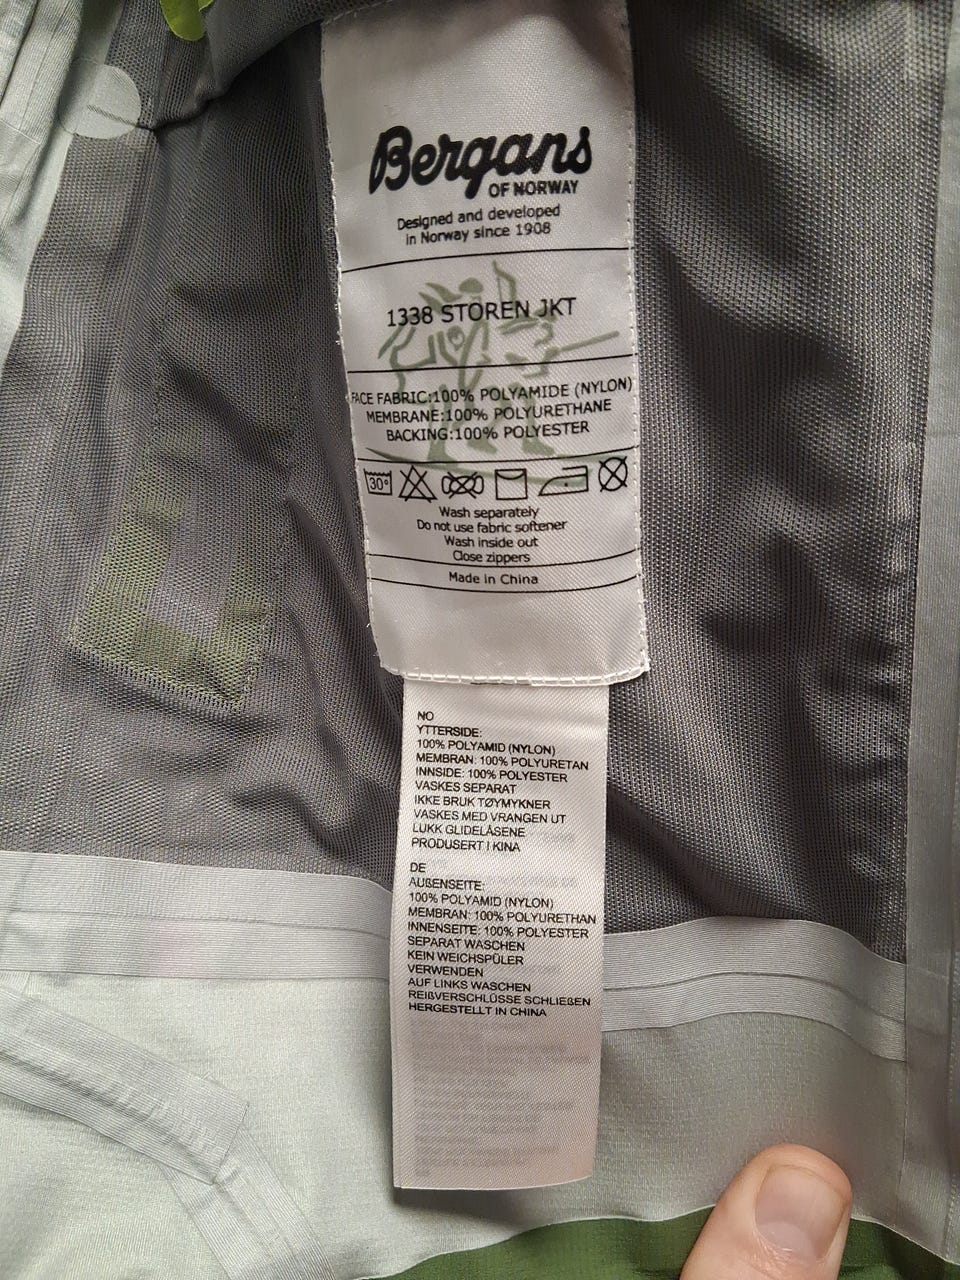 Bergans
OF NORWAY
Designed and developed
in Norway since 1908
1338 STOREN JKT
FACE FABRIC:100% POLYAMIDE (NYLON)
MEMBRANE:100% POLYURETHANE
BACKING:100% POLYESTER
30°
Wash separately
Do not use fabric softener
Wash inside out
Close zippers
Made in China
NO
YTTERSIDE:
100% POLYAMID (NYLON)
MEMBRAN: 100% POLYURETAN
INNSIDE: 100% POLYESTER
VASKES SEPARAT
IKKE BRUK TØYMYKNER
VASKES MED VRANGEN UT
LUKK GLIDELÅSENE
PRODUSERT I KINA
DE
AUßENSEITE:
100% POLYAMID (NYLON)
MEMBRAN: 100% POLYURETHAN
INNENSEITE: 100% POLYESTER
SEPARAT WASCHEN
KEIN WEICHSPÜLER
VERWENDEN
AUF LINKS WASCHEN
REIßVERSCHLÜSSE SCHLIEßEN
HERGESTELLT IN CHINA